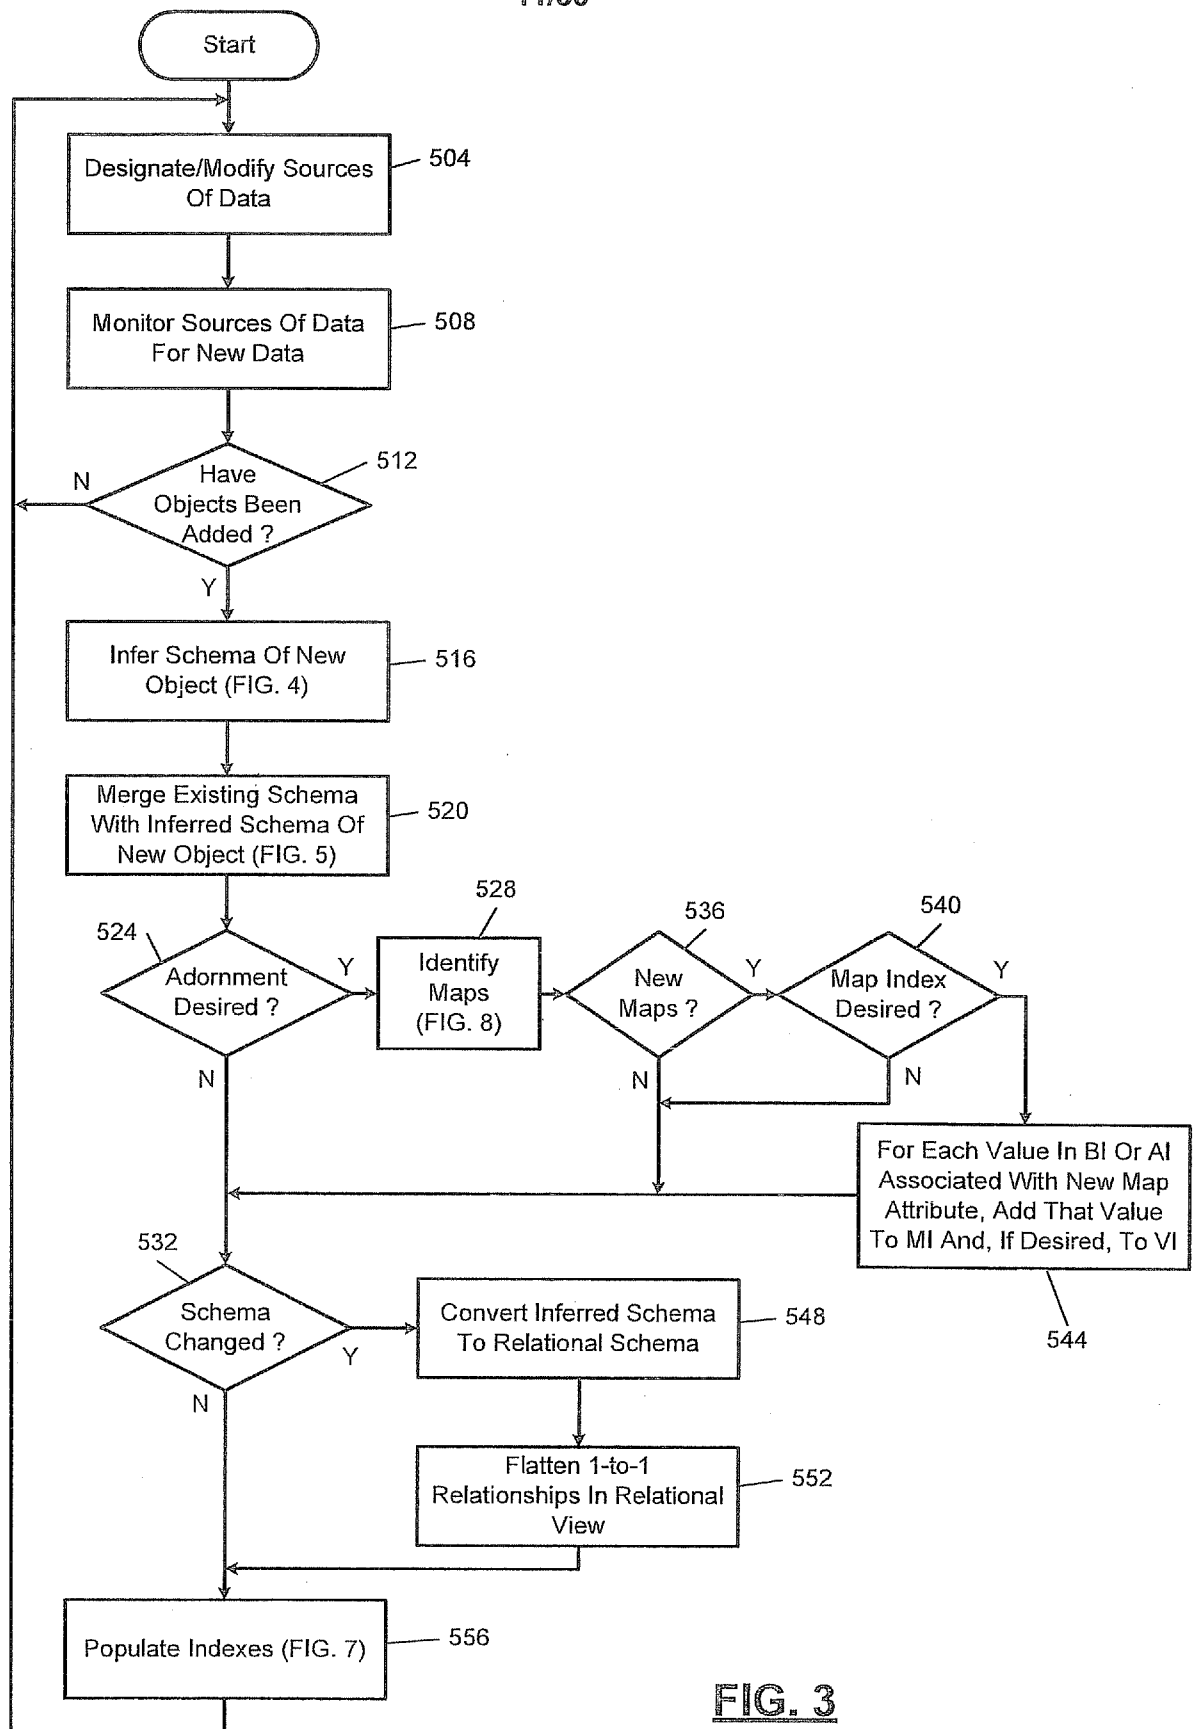 Start
Designate/Modify Sources
Of Data
504
Monitor Sources Of Data
For New Data
508
Have
Objects Been
Added ?
512
N
Y
Infer Schema Of New
Object (FIG. 4)
516
Merge Existing Schema
With Inferred Schema Of
New Object (FIG. 5)
520
524
Adornment
Desired ?
Y
N
528
Identify
Maps
(FIG. 8)
536
New
Maps ?
Y
N
540
Map Index
Desired ?
Y
N
For Each Value In BI Or AI
Associated With New Map
Attribute, Add That Value
To MI And, If Desired, To VI
544
532
Schema
Changed ?
Y
N
Convert Inferred Schema
To Relational Schema
548
Flatten 1-to-1
Relationships In Relational
View
552
Populate Indexes (FIG. 7)
556
FIG. 3